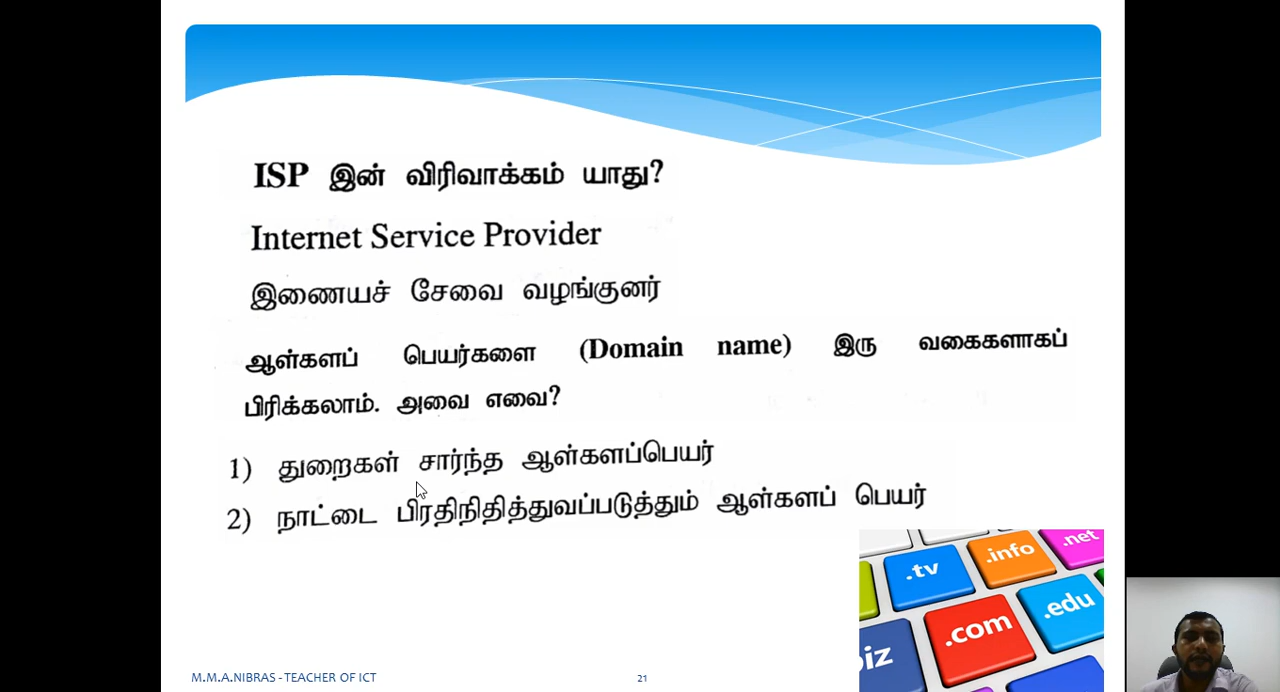 ISP இன் விரிவாக்கம் யாது?
Internet Service Provider
இணையச் சேவை வழங்குனர்
ஆள்களப் பெயர்களை (Domain name) இரு வகைகளாகப்
பிரிக்கலாம். அவை எவை?
1) துறைகள் சார்ந்த ஆள்களப்பெயர்
2) நாட்டை பிரதிநிதித்துவப்படுத்தும் ஆள்களப் பெயர்
.tv
.info
.net
.com
.edu
biz
M.M.A.NIBRAS - TEACHER OF ICT
21